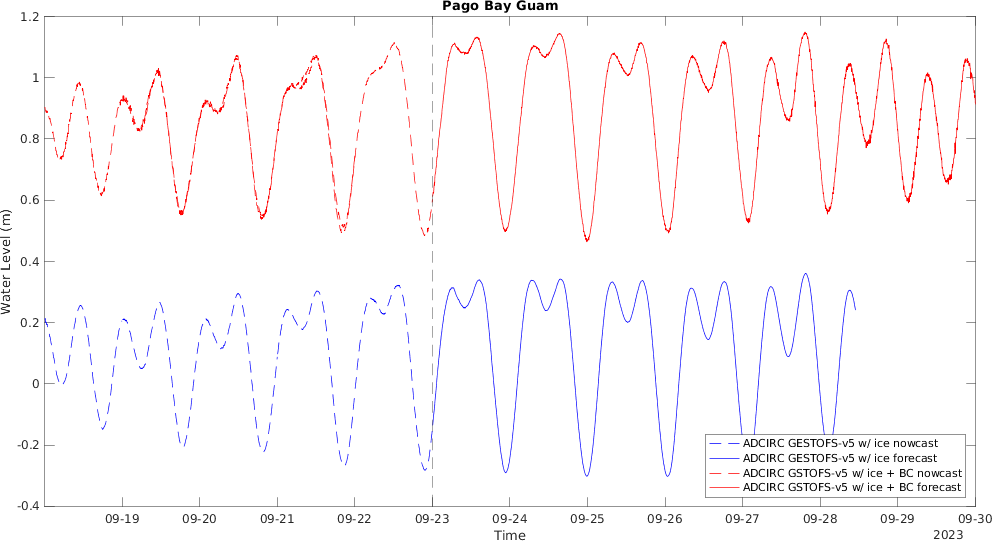 Pago Bay Guam
1.2
1
0.8
0.6
0.4
0.2
0
-0.2
-0.4
Water Level (m)
ADCIRC GESTOFS-v5 w/ ice nowcast
ADCIRC GESTOFS-v5 w/ ice forecast
ADCIRC GSTOFS-v5 w/ ice + BC nowcast
ADCIRC GSTOFS-v5 w/ ice + BC forecast
09-19 09-20 09-21 09-22 09-23 09-24 09-25 09-26 09-27 09-28 09-29 09-30
Time
2023